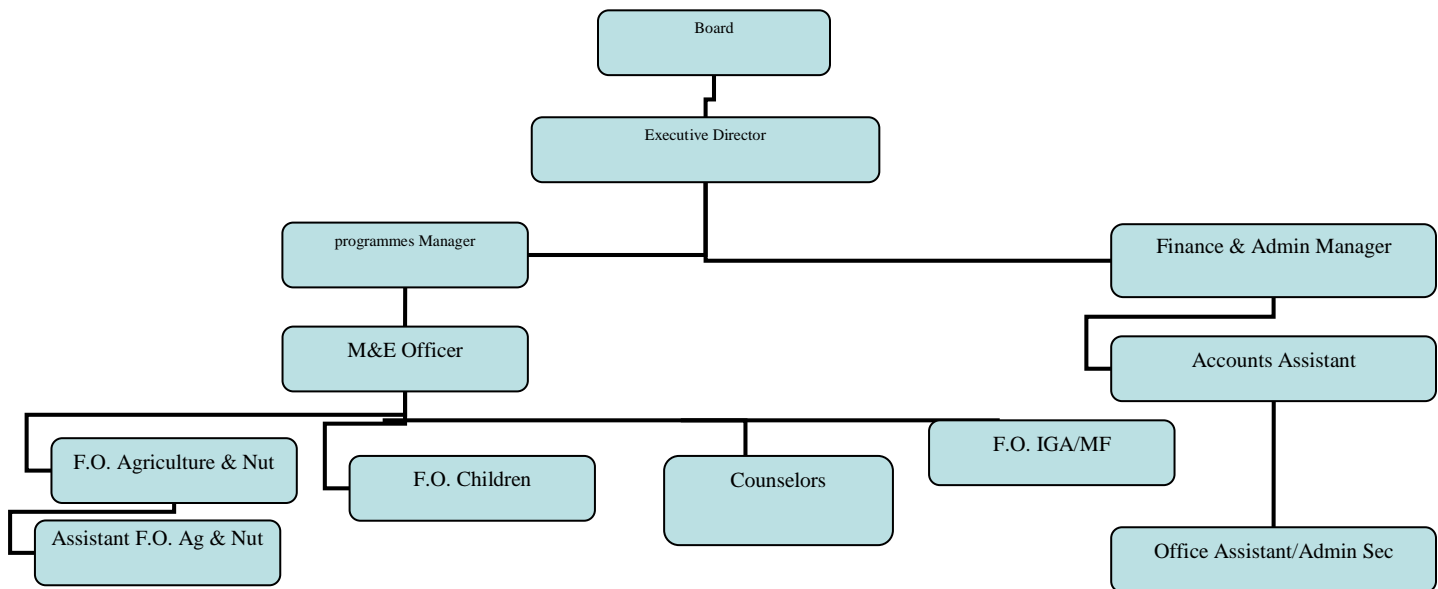 Board
Executive Director
programmes Manager
Finance & Admin Manager
M&E Officer
Accounts Assistant
F.O. Agriculture & Nut
F.O. Children
Counselors
F.O. IGA/MF
Assistant F.O. Ag & Nut
Office Assistant/Admin Sec